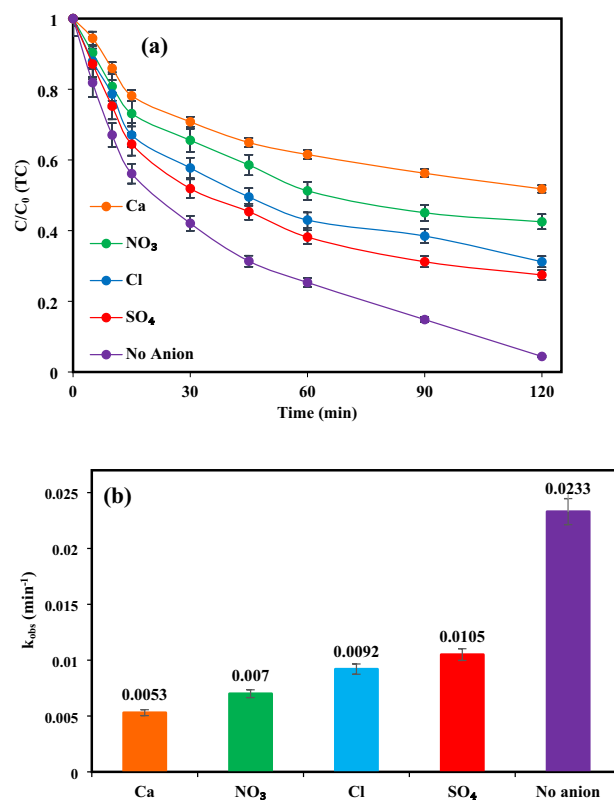 (a)
1
0.8
0.6
0.4
0.2
0
C/C₀ (TC)
Ca
NO₃
Cl
SO₄
No Anion
0 30 60 90 120
Time (min)
(b)
0.025
0.02
0.015
0.01
0.005
0
k_obs (min⁻¹)
0.0053
0.007
0.0092
0.0105
0.0233
Ca NO₃ Cl SO₄ No anion